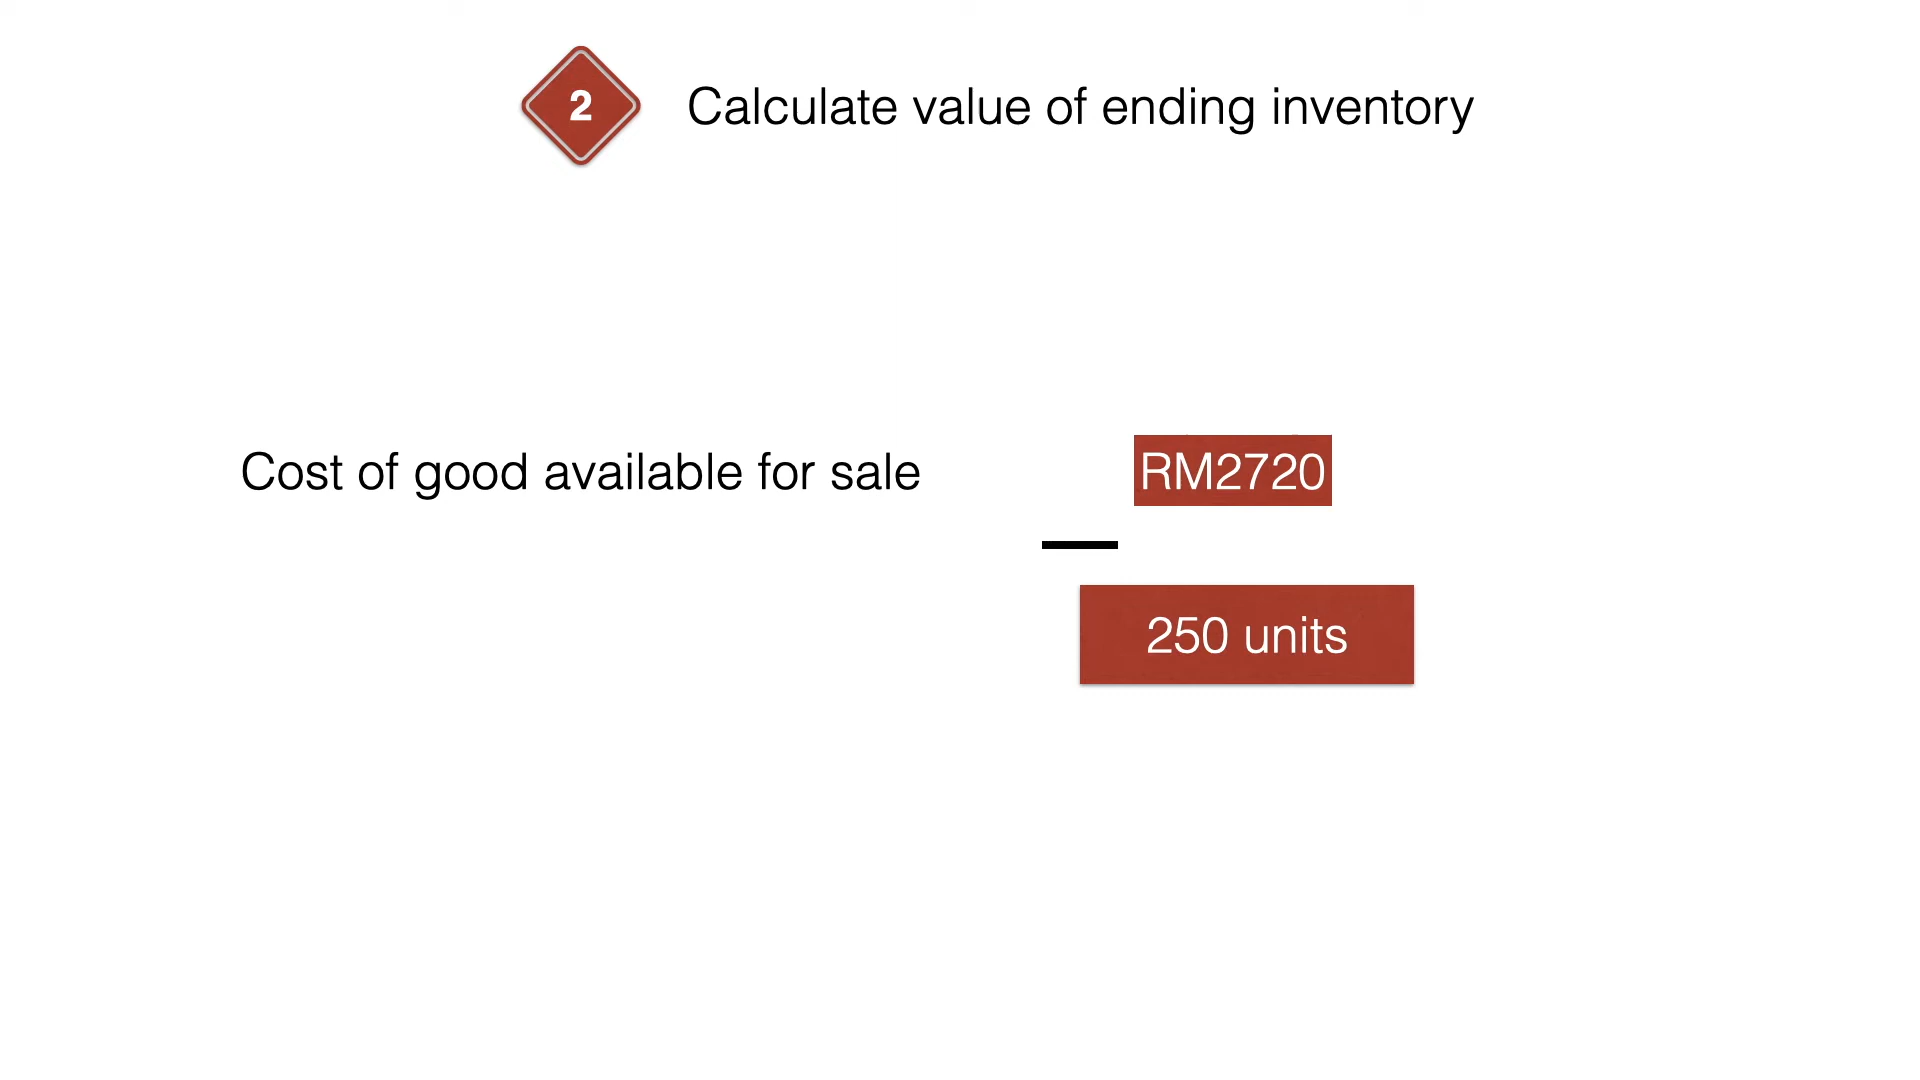 2
Calculate value of ending inventory
Cost of good available for sale
RM2720
250 units